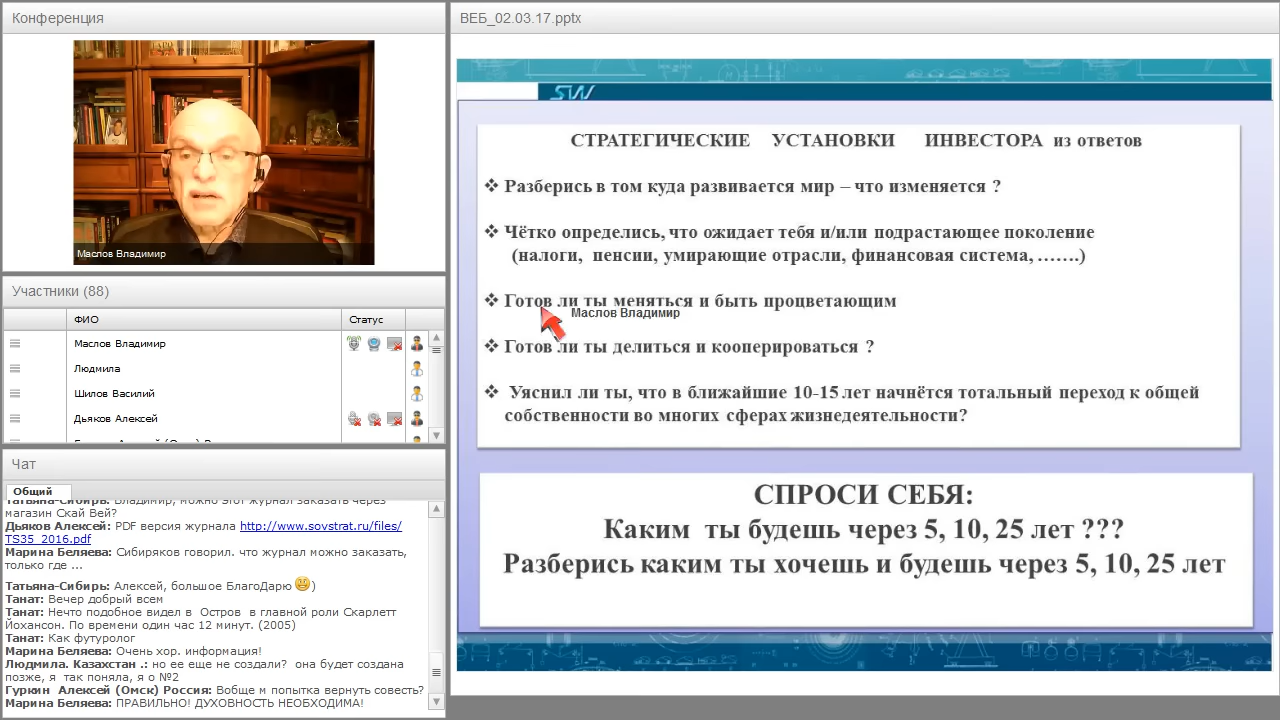 Конференция
Маслов Владимир
Участники (88)
ФИО
Статус
Маслов Владимир
Людмила
Шилов Василий
Дьяков Алексей
Чат
Общий
Татьяна-Сибирь: Владимир, можно этот журнал заказать через
магазин Скай Вей?
Дьяков Алексей: PDF версия журнала http://www.sovstrat.ru/files/
TS35_2016.pdf
Марина Беляева: Сибиряков говорил. что журнал можно заказать,
только где ...
Татьяна-Сибирь: Алексей, большое БлагоДарю )
Танат: Вечер добрый всем
Танат: Нечто подобное видел в Остров в главной роли Скарлетт
Йохансон. По времени один час 12 минут. (2005)
Танат: Как футуролог
Марина Беляева: Очень хор. информация!
Людмила. Казахстан .: но ее еще не создали? она будет создана
позже, я так поняла, я о №2
Гуркин Алексей (Омск) Россия: Вобще м попытка вернуть совесть?
Марина Беляева: ПРАВИЛЬНО! ДУХОВНОСТЬ НЕОБХОДИМА!
ВЕБ_02.03.17.pptx
SW
СТРАТЕГИЧЕСКИЕ УСТАНОВКИ ИНВЕСТОРА из ответов
❖ Разберись в том куда развивается мир – что изменяется ?
❖ Чётко определись, что ожидает тебя и/или подрастающее поколение
(налоги, пенсии, умирающие отрасли, финансовая система, …….)
❖ Готов ли ты меняться и быть процветающим
Маслов Владимир
❖ Готов ли ты делиться и кооперироваться ?
❖ Уяснил ли ты, что в ближайшие 10-15 лет начнётся тотальный переход к общей
собственности во многих сферах жизнедеятельности?
СПРОСИ СЕБЯ:
Каким ты будешь через 5, 10, 25 лет ???
Разберись каким ты хочешь и будешь через 5, 10, 25 лет